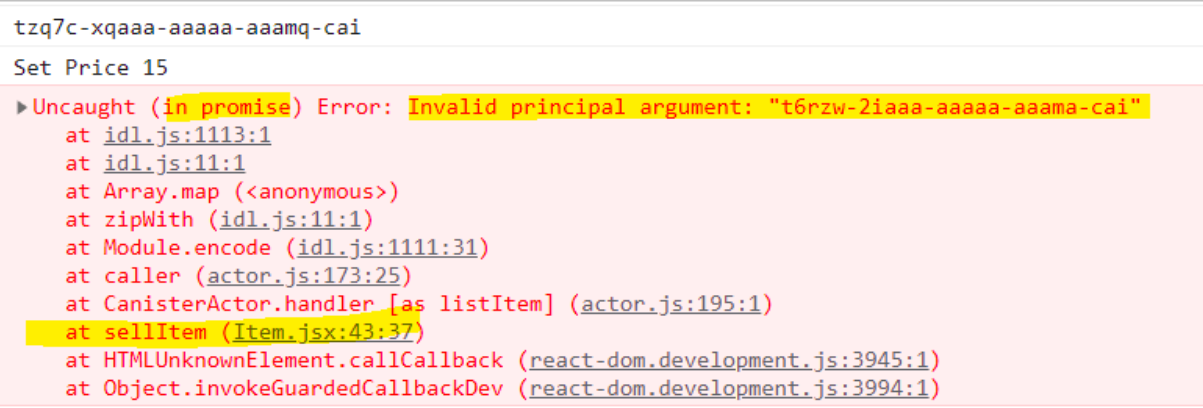 tzq7c-xqaaa-aaaaa-aaamq-cai
Set Price 15
▶Uncaught (in promise) Error: Invalid principal argument: "t6rzw-2iaaa-aaaaa-aaama-cai"
at idl.js:1113:1
at idl.js:11:1
at Array.map (<anonymous>)
at zipWith (idl.js:11:1)
at Module.encode (idl.js:1111:31)
at caller (actor.js:173:25)
at CanisterActor.handler [as listItem] (actor.js:195:1)
at sellItem (Item.jsx:43:37)
at HTMLUnknownElement.callCallback (react-dom.development.js:3945:1)
at Object.invokeGuardedCallbackDev (react-dom.development.js:3994:1)